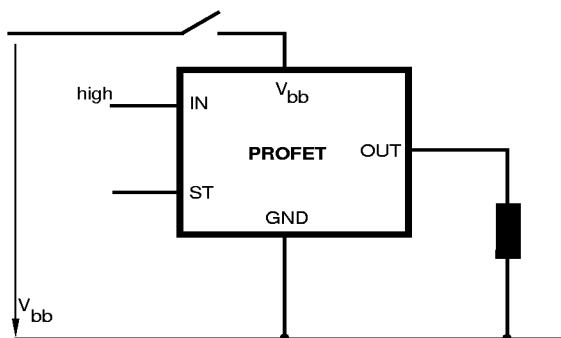 high
IN
V bb
PROFET
OUT
ST
GND
V bb